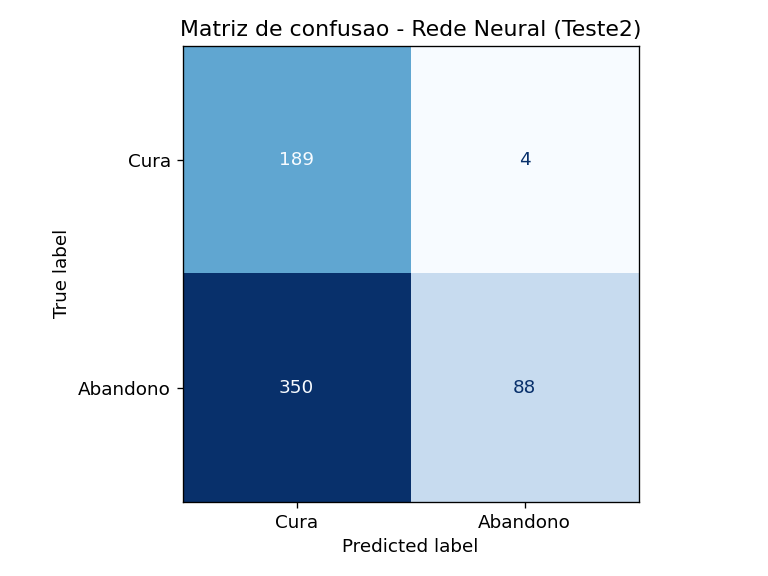 Matriz de confusao - Rede Neural (Teste2)
True label
Cura
189
4
Abandono
350
88
Cura
Abandono
Predicted label